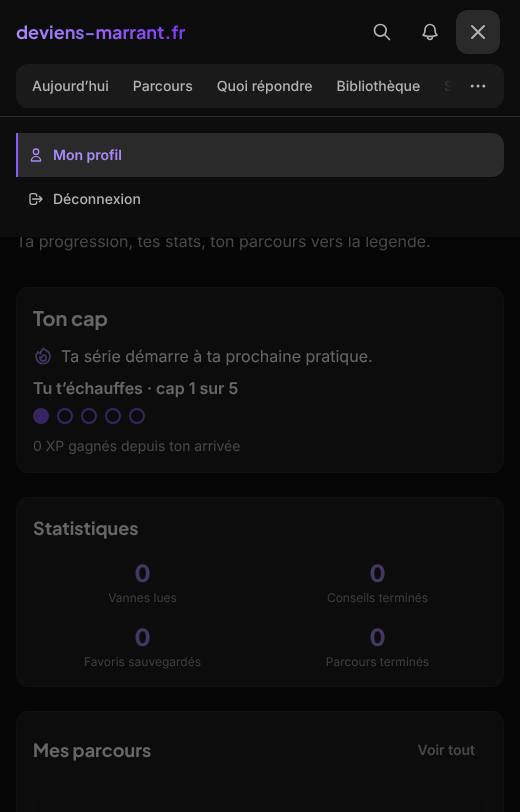 deviens-marrant.fr
Aujourd'hui Parcours Quoi répondre Bibliothèque
Mon profil
Déconnexion
Ta progression, tes stats, ton parcours vers la légende.
Ton cap
Ta série démarre à ta prochaine pratique.
Tu t'échauffes · cap 1 sur 5
0 XP gagnés depuis ton arrivée
Statistiques
0 0
Vannes lues Conseils terminés
0 0
Favoris sauvegardés Parcours terminés
Mes parcours Voir tout